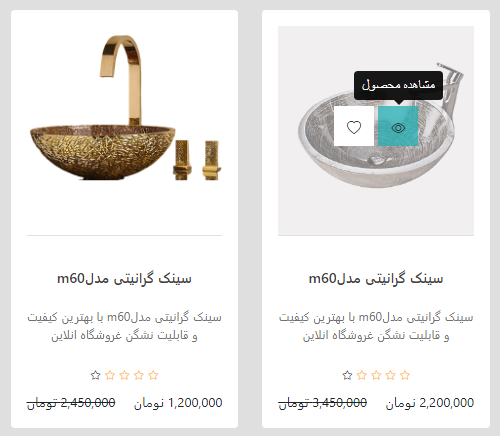 مشاهده محصول
سینک گرانیتی مدلm60
سینک گرانیتی مدلm60 با بهترین کیفیت
و قابلیت نشگن غروشگاه انلاین
2,200,000 تومان 3,450,000 تومان
سینک گرانیتی مدلm60
سینک گرانیتی مدلm60 با بهترین کیفیت
و قابلیت نشگن غروشگاه انلاین
1,200,000 تومان 2,450,000 تومان